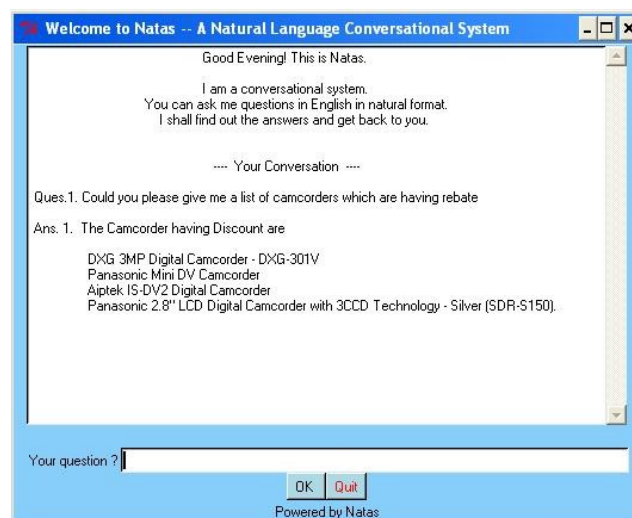 Welcome to Natas -- A Natural Language Conversational System
Good Evening! This is Natas.
I am a conversational system.
You can ask me questions in English in natural format.
I shall find out the answers and get back to you.
---- Your Conversation ----
Ques.1. Could you please give me a list of camcorders which are having rebate
Ans. 1. The Camcorder having Discount are
DXG 3MP Digital Camcorder - DXG-301V
Panasonic Mini DV Camcorder
Aiptek IS-DV2 Digital Camcorder
Panasonic 2.8" LCD Digital Camcorder with 3CCD Technology - Silver (SDR-S150).
Your question ?
OK Quit
Powered by Natas